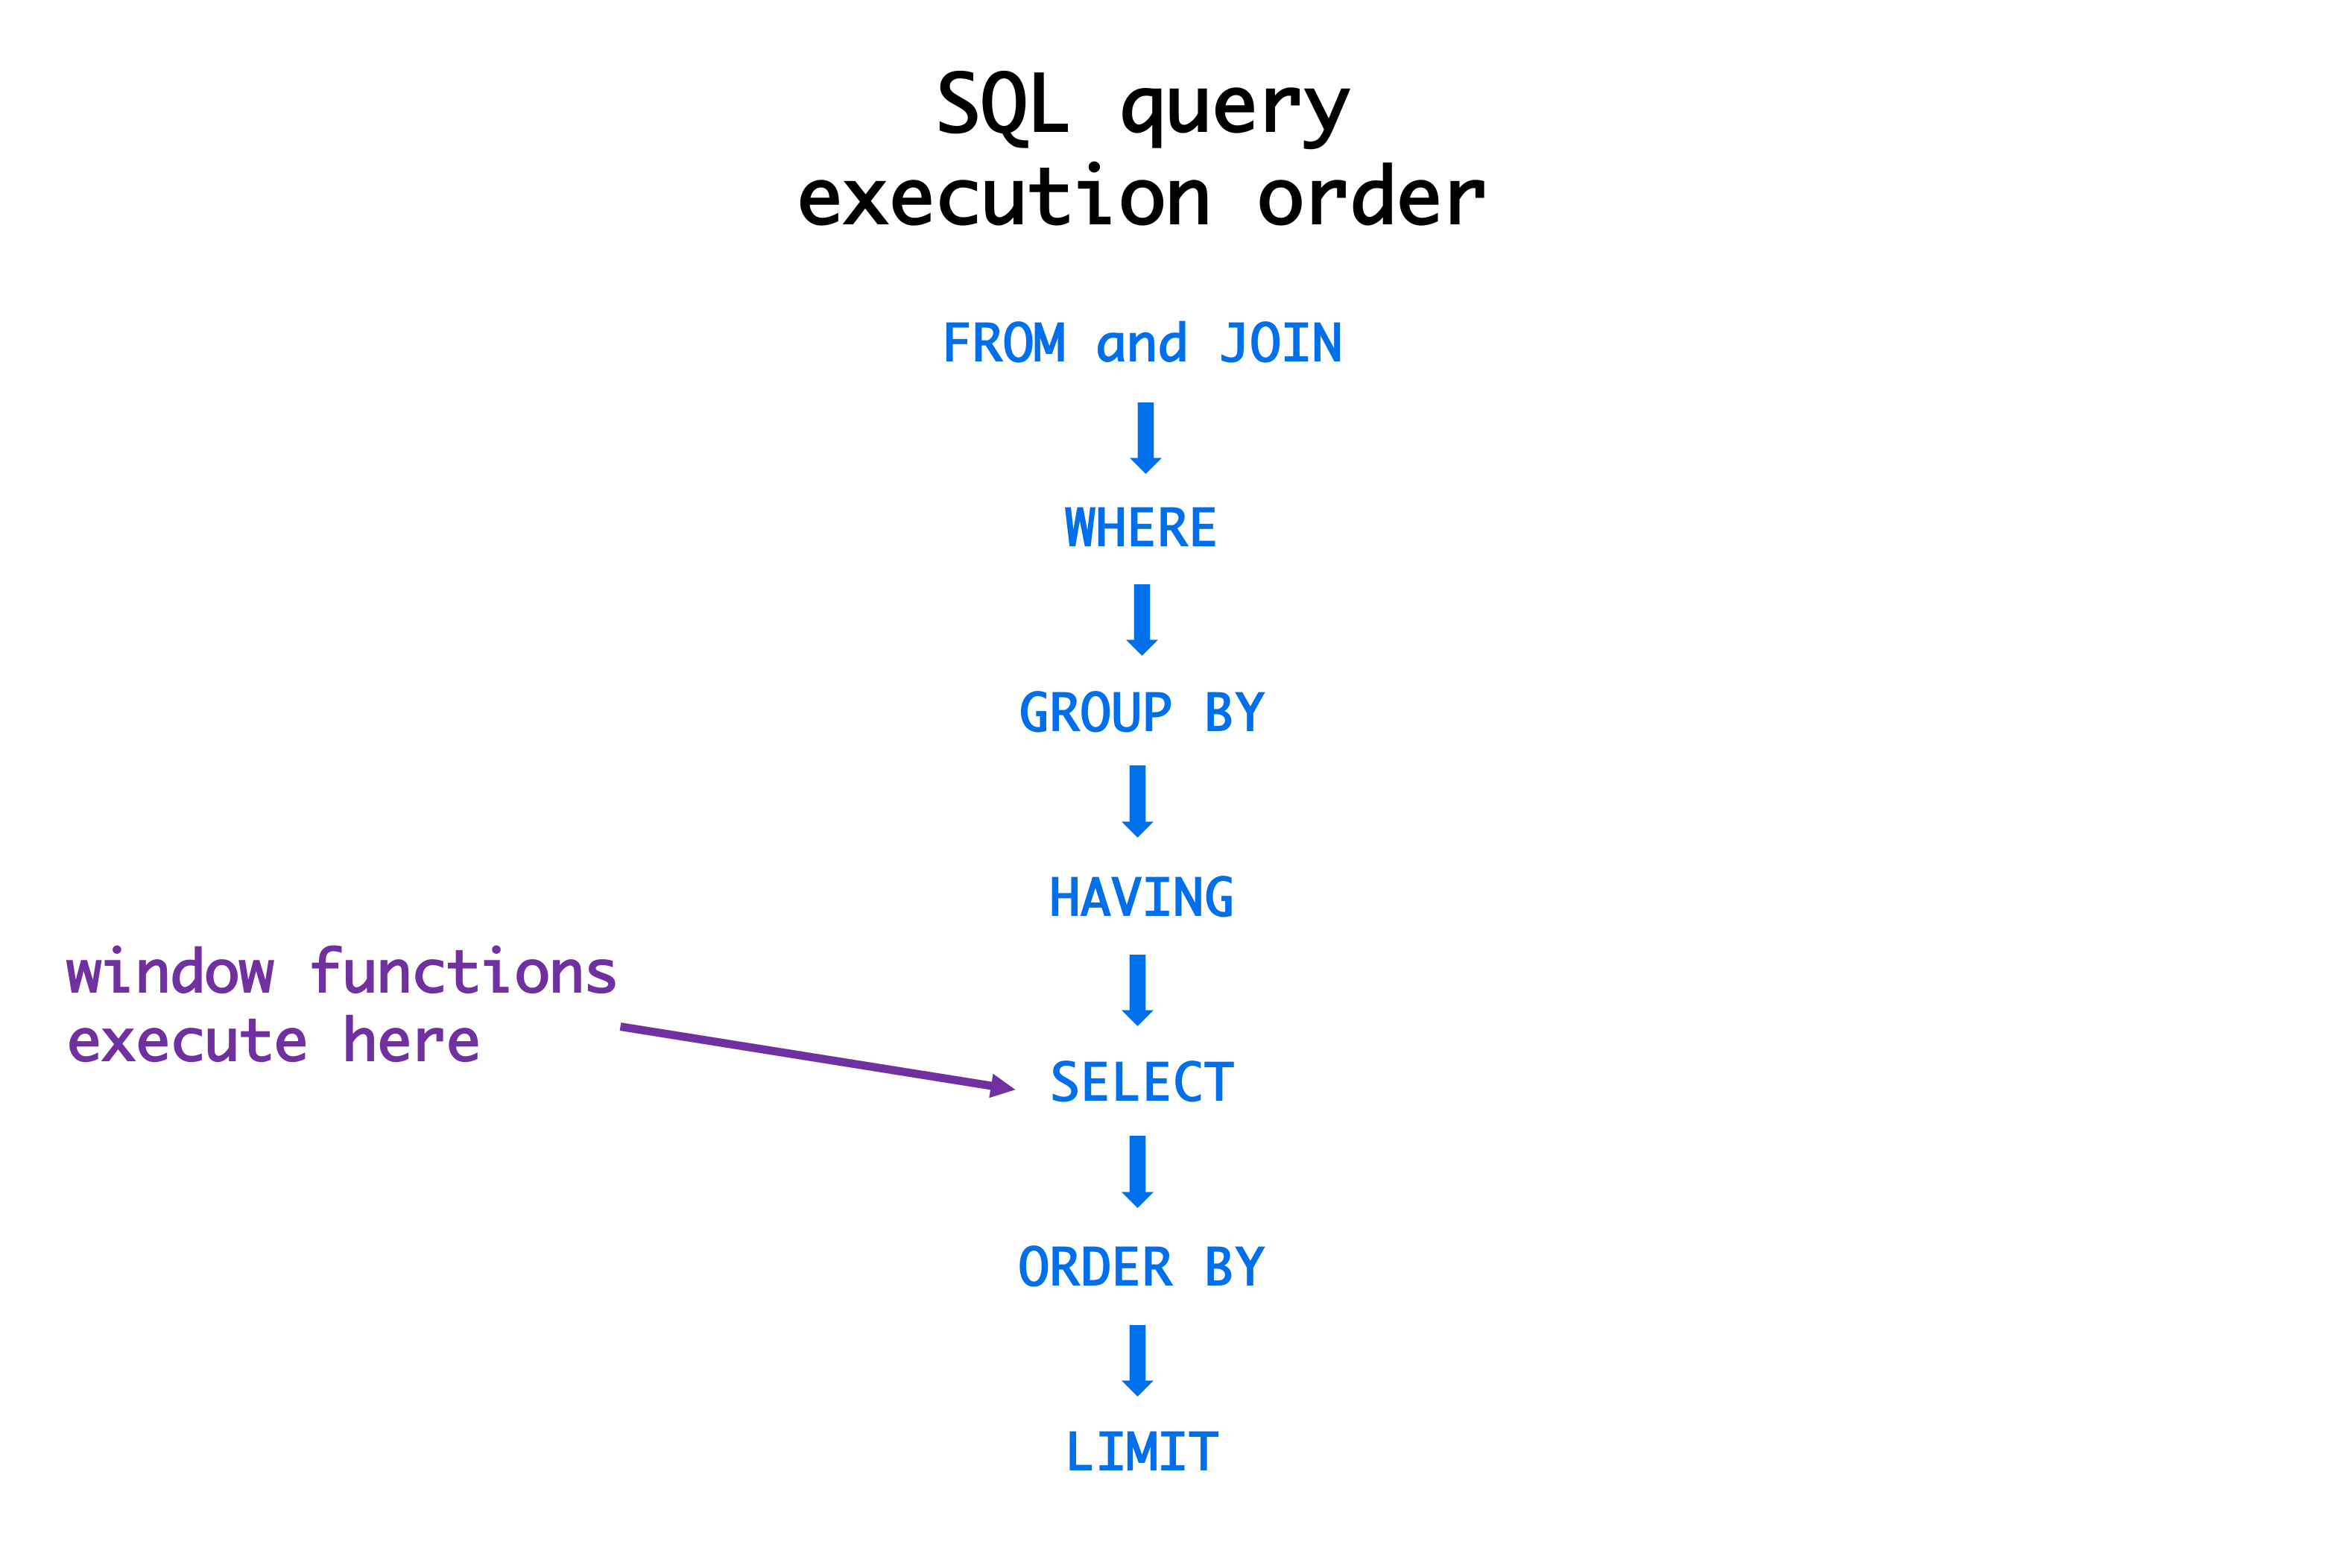 SQL query
execution order
FROM and JOIN
WHERE
GROUP BY
HAVING
window functions
execute here
SELECT
ORDER BY
LIMIT